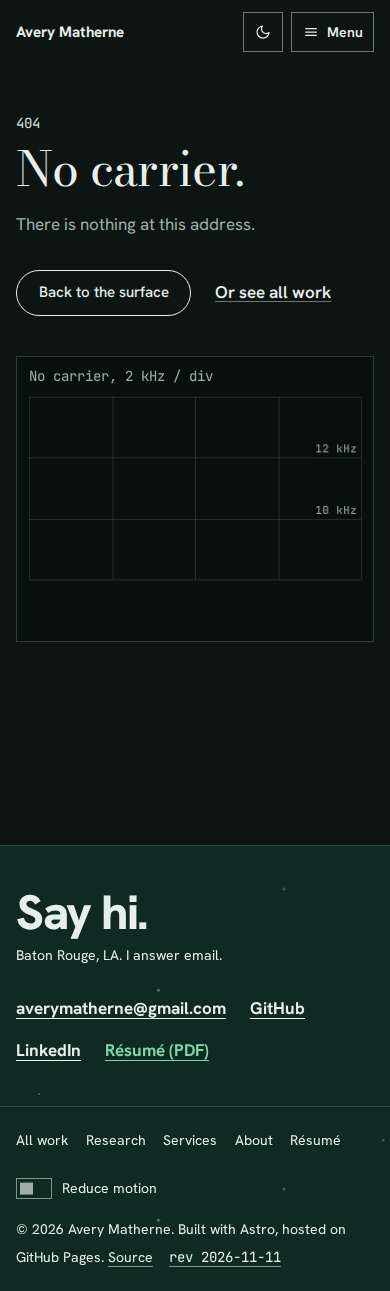 Avery Matherne
Menu
404
No carrier.
There is nothing at this address.
Back to the surface
Or see all work
No carrier, 2 kHz / div
12 kHz
10 kHz
Say hi.
Baton Rouge, LA. I answer email.
averymatherne@gmail.com GitHub
LinkedIn Résumé (PDF)
All work Research Services About Résumé
Reduce motion
© 2026 Avery Matherne. Built with Astro, hosted on
GitHub Pages. Source rev 2026-11-11